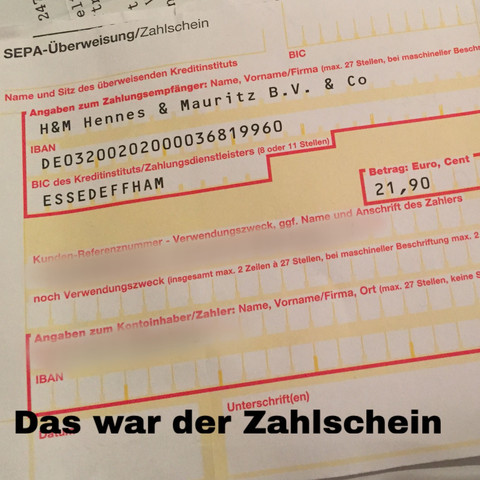 247
SEPA-Überweisung/Zahlschein
Name und Sitz des überweisenden Kreditinstituts
BIC
Angaben zum Zahlungsempfänger: Name, Vorname/Firma (max. 27 Stellen, bei maschineller Beschri
H&M Hennes & Mauritz B.V. & Co
IBAN
DE03200202000036819960
BIC des Kreditinstituts/Zahlungsdienstleisters (8 oder 11 Stellen)
ESSEDEFFHAM
Betrag: Euro, Cent
21,90
Kunden-Referenznummer - Verwendungszweck, ggf. Name und Anschrift des Zahlers
noch Verwendungszweck (insgesamt max. 2 Zeilen à 27 Stellen, bei maschineller Beschriftung max. 2
Angaben zum Kontoinhaber/Zahler: Name, Vorname/Firma, Ort (max. 27 Stellen, keine S
IBAN
Das war der Zahlschein
Datum
Unterschrift(en)